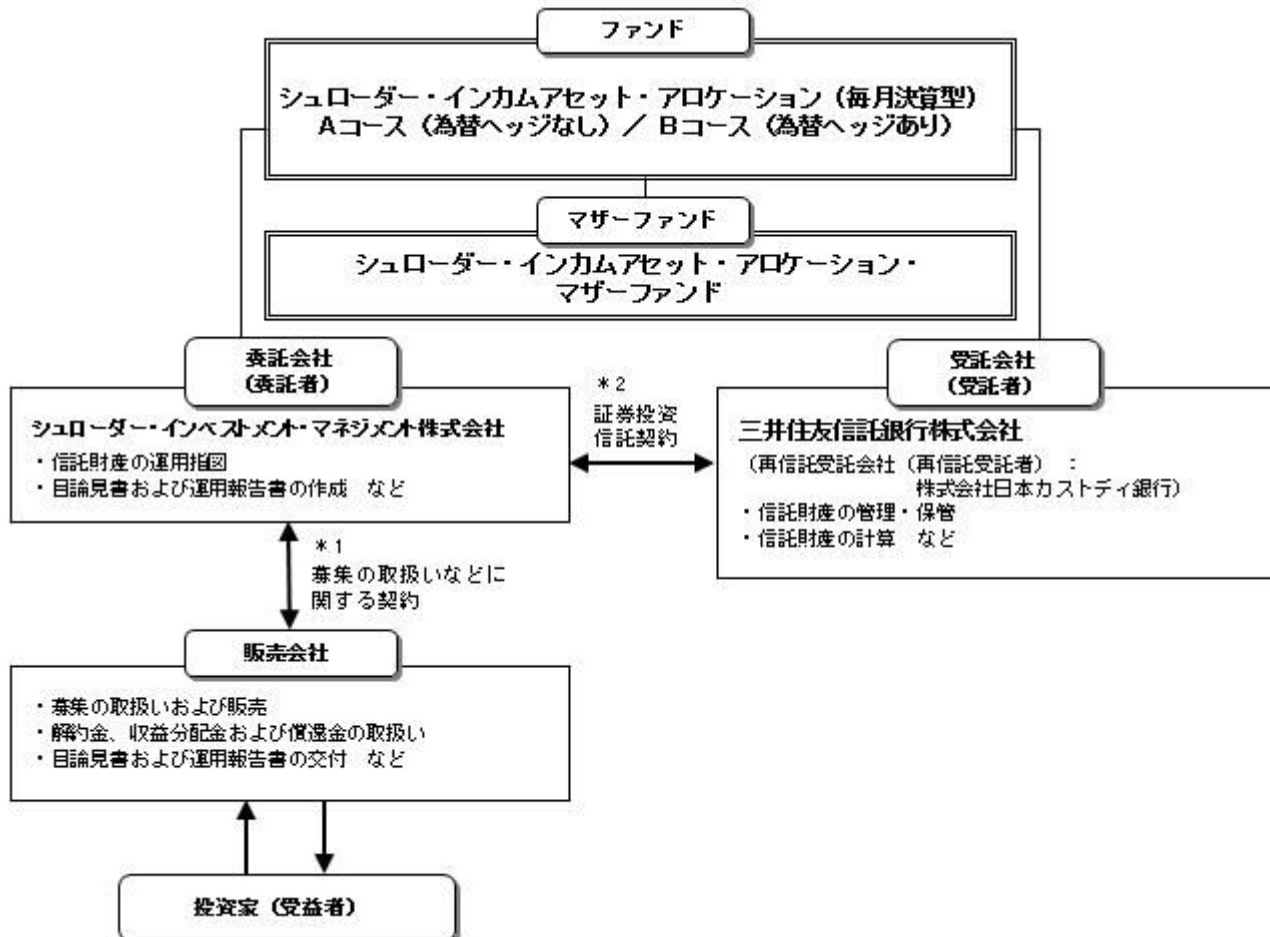 ファンド
シュローダー・インカムアセット・アロケーション（毎月決算型）
Aコース（為替ヘッジなし）／Bコース（為替ヘッジあり）
マザーファンド
シュローダー・インカムアセット・アロケーション・
マザーファンド
委託会社
（委託者）
シュローダー・インベストメント・マネジメント株式会社
・信託財産の運用指図
・目論見書および運用報告書の作成　など
＊2
証券投資
信託契約
受託会社
（受託者）
三井住友信託銀行株式会社
（再信託受託会社（再信託受託者）：
株式会社日本カストディ銀行）
・信託財産の管理・保管
・信託財産の計算　など
＊1
募集の取扱いなどに
関する契約
販売会社
・募集の取扱いおよび販売
・解約金、収益分配金および償還金の取扱い
・目論見書および運用報告書の交付　など
投資家（受益者）